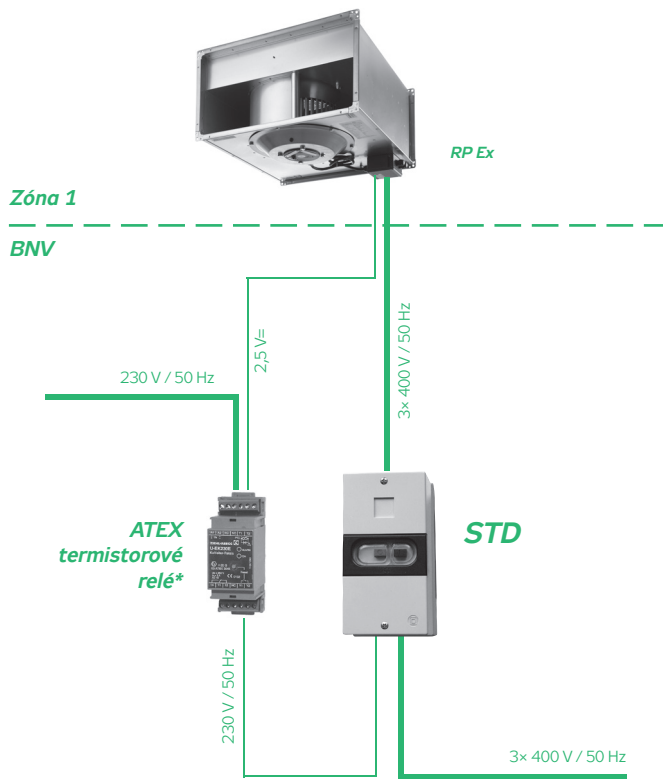 RP Ex
Zóna 1
BNV
2,5 V=
3× 400 V / 50 Hz
230 V / 50 Hz
ATEX
termistorové
relé*
STD
230 V / 50 Hz
3× 400 V / 50 Hz